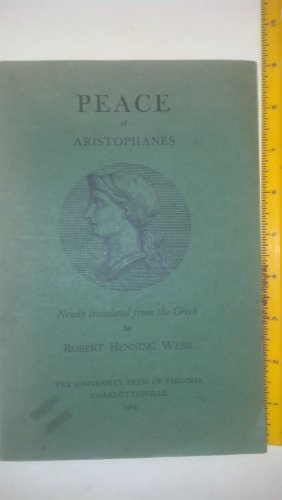 PEACE
of
ARISTOPHANES
Newly translated from the Greek
by
ROBERT HENNING WEBB
THE UNIVERSITY PRESS OF VIRGINIA
CHARLOTTESVILLE
1964